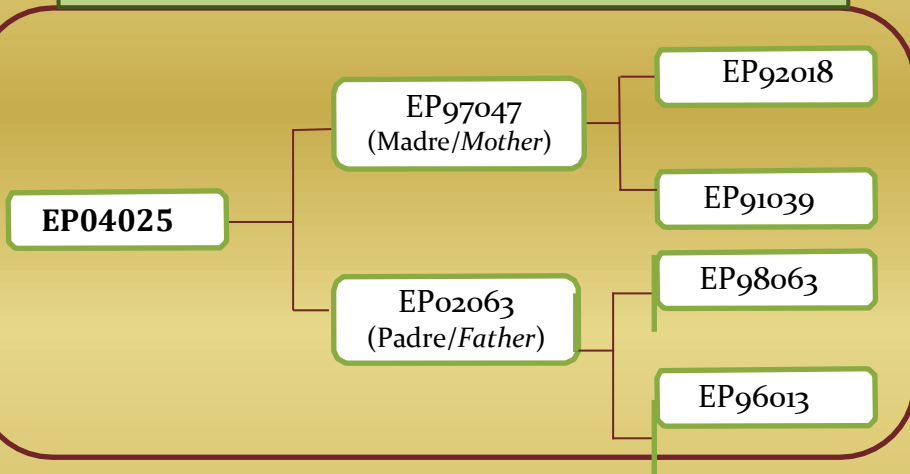 EP92018
EP97047
(Madre/Mother)
EP91039
EP04025
EP98063
EP02063
(Padre/Father)
EP96013